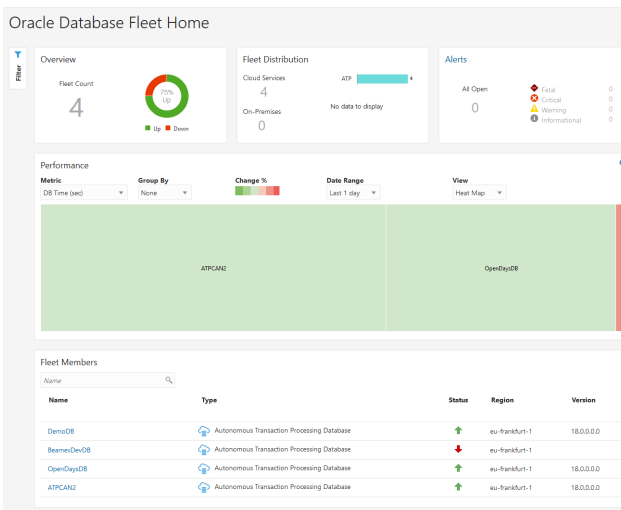 Oracle Database Fleet Home
Filter
Overview
Fleet Count
4
75%
Up
Up Down
Fleet Distribution
Cloud Services
4
ATP 4
On-Premises
0
No data to display
Alerts
All Open
0
Fatal 0
Critical 0
Warning 0
Informational 0
Performance
Metric Group By Change % Date Range View
DB Time (sec) None Last 1 day Heat Map
ATPCAN2 OpenDaysDB
Fleet Members
Name
Name Type Status Region Version
DemoDB Autonomous Transaction Processing Database eu-frankfurt-1 18.0.0.0.0
BeamexDevDB Autonomous Transaction Processing Database eu-frankfurt-1
OpenDaysDB Autonomous Transaction Processing Database eu-frankfurt-1 18.0.0.0.0
ATPCAN2 Autonomous Transaction Processing Database eu-frankfurt-1 18.0.0.0.0